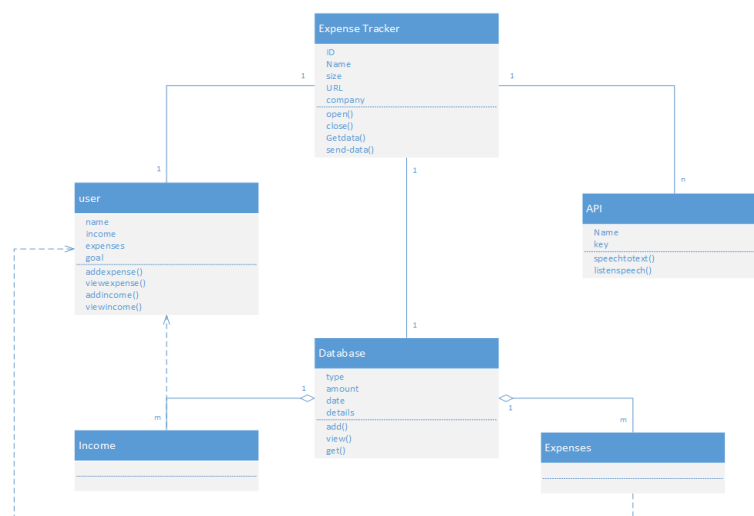 Expense Tracker
ID
Name
size
URL
company
open()
close()
Getdata()
send-data()
1
1
1
1
1
n
user
name
income
expenses
goal
addexpense()
viewexpense()
addincome()
viewincome()
API
Name
key
speechtotext()
listenspeech()
1
Database
type
amount
date
details
add()
view()
get()
1
1
m
m
Income
Expenses